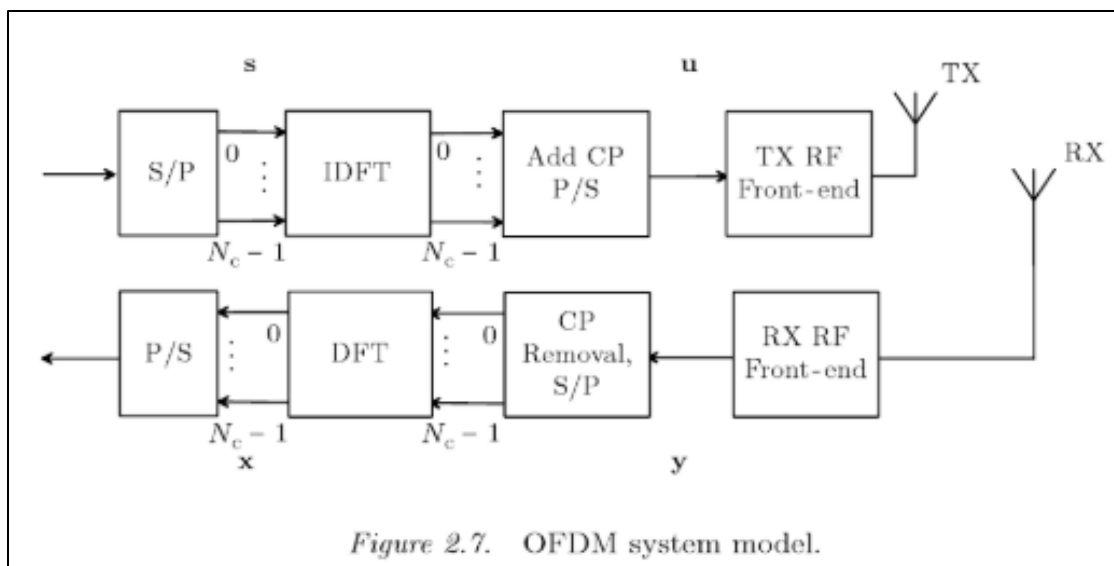 s
u
TX
RX
S/P
0
⋮
N_c − 1
IDFT
0
⋮
N_c − 1
Add CP
P/S
TX RF
Front-end
P/S
0
⋮
N_c − 1
x
DFT
0
⋮
N_c − 1
CP
Removal,
S/P
y
RX RF
Front-end
Figure 2.7. OFDM system model.